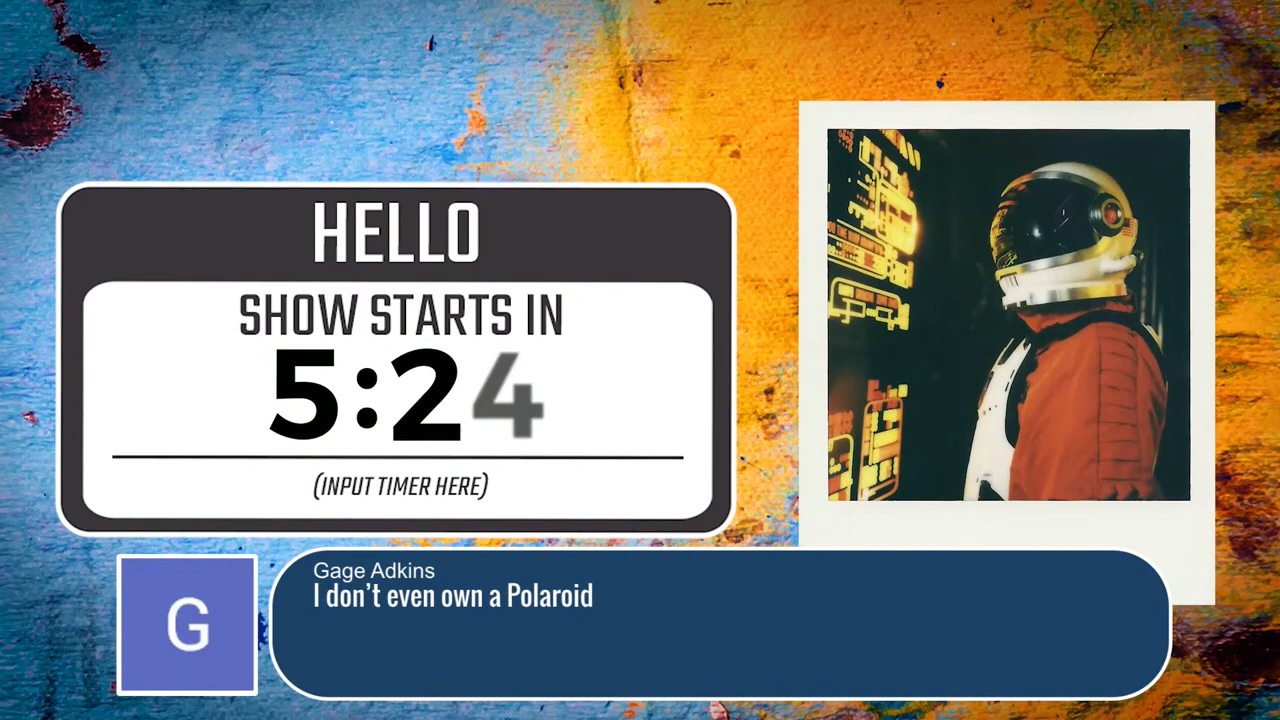 HELLO
SHOW STARTS IN
5:24
(INPUT TIMER HERE)
G
Gage Adkins
I don’t even own a Polaroid